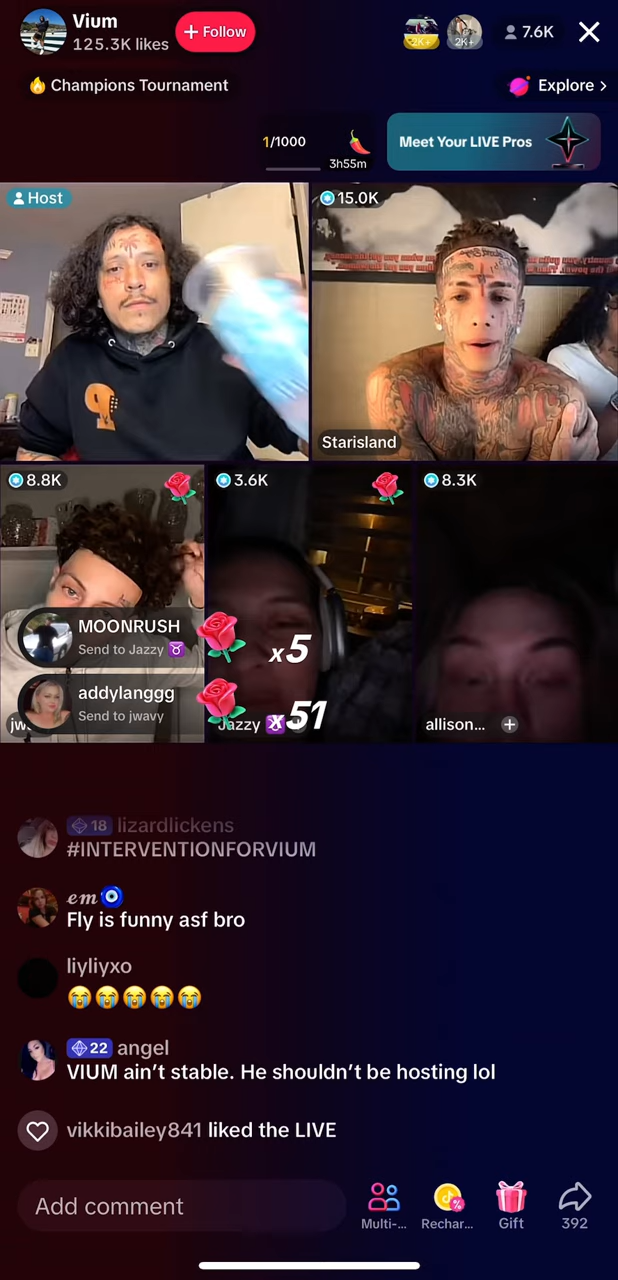 Vium
125.3K likes
+ Follow
2K+
2K+
7.6K
Champions Tournament
Explore >
1/1000
3h55m
Meet Your LIVE Pros
Host
15.0K
Starisland
8.8K
3.6K
8.3K
MOONRUSH
Send to Jazzy ♉
x5
addylanggg
Send to jwavy
x51
jw
Jazzy
allison...
18 lizardlickens
#INTERVENTIONFORVIUM
em🧿
Fly is funny asf bro
liyliyxo
😭😭😭😭😭
22 angel
VIUM ain't stable. He shouldn't be hosting lol
vikkibailey841 liked the LIVE
Add comment
Multi-...
Rechar...
Gift
392